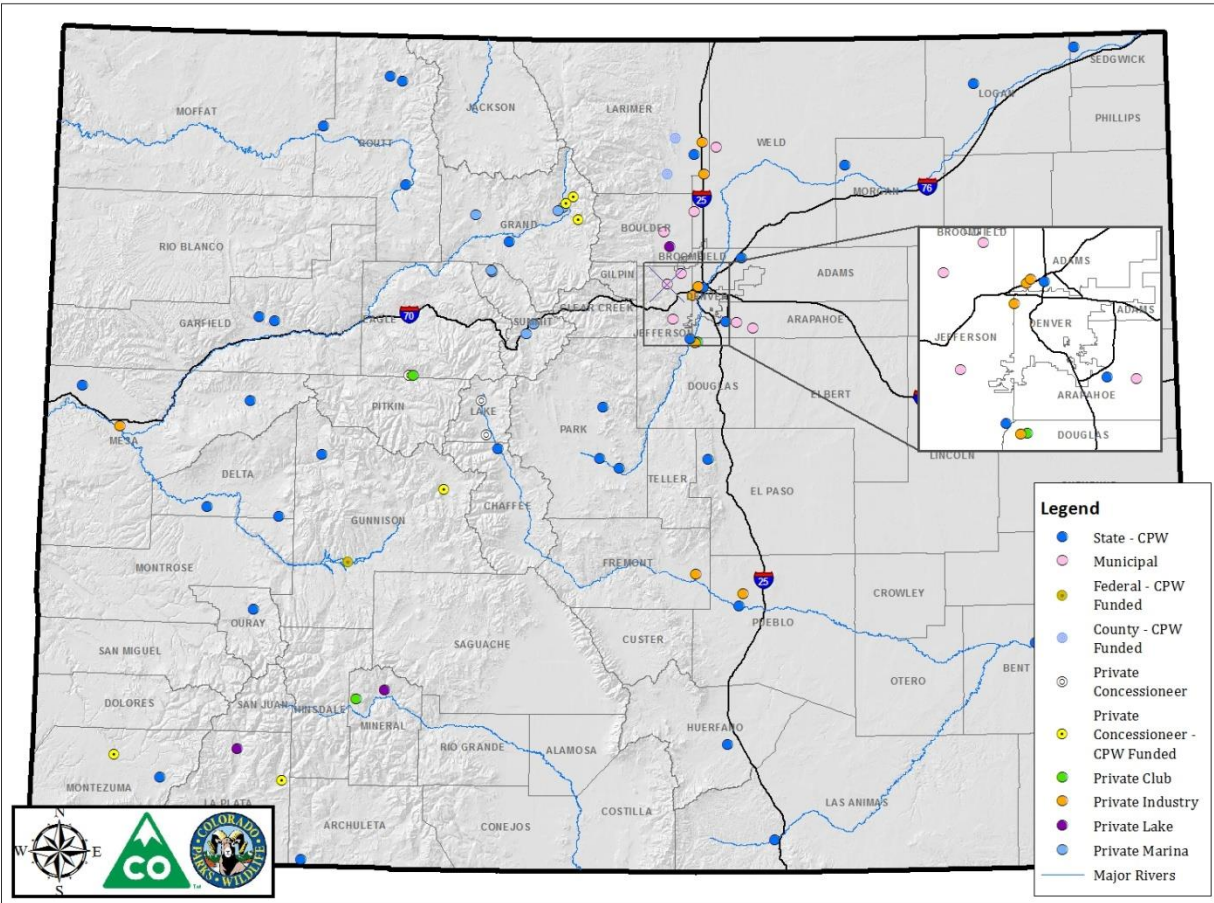 MOFFAT
ROUTT
JACKSON
LARIMER
WELD
LOGAN
SEDGWICK
PHILLIPS
MORGAN
76
25
RIO BLANCO
GRAND
BOULDER
BROOMFIELD
GILPIN
ADAMS
GARFIELD
EAGLE
70
SUMMIT
CLEAR CREEK
DENVER
JEFFERSON
ARAPAHOE
DOUGLAS
ELBERT
BROOMFIELD
ADAMS
JEFFERSON
DENVER
ADAMS
ARAPAHOE
DOUGLAS
LINCOLN
MESA
PITKIN
LAKE
PARK
DELTA
TELLER
EL PASO
GUNNISON
CHAFFEE
MONTROSE
FREMONT
25
CROWLEY
OURAY
PUEBLO
SAGUACHE
CUSTER
SAN MIGUEL
OTERO
BENT
DOLORES
SAN JUAN
HINSDALE
MINERAL
HUERFANO
RIO GRANDE
ALAMOSA
MONTEZUMA
LA PLATA
ARCHULETA
CONEJOS
COSTILLA
LAS ANIMAS
Legend
State - CPW
Municipal
Federal - CPW
Funded
County - CPW
Funded
Private
Concessioner
Private
Concessioner -
CPW Funded
Private Club
Private Industry
Private Lake
Private Marina
Major Rivers
N
W
E
S
CO
COLORADO
PARKS & WILDLIFE